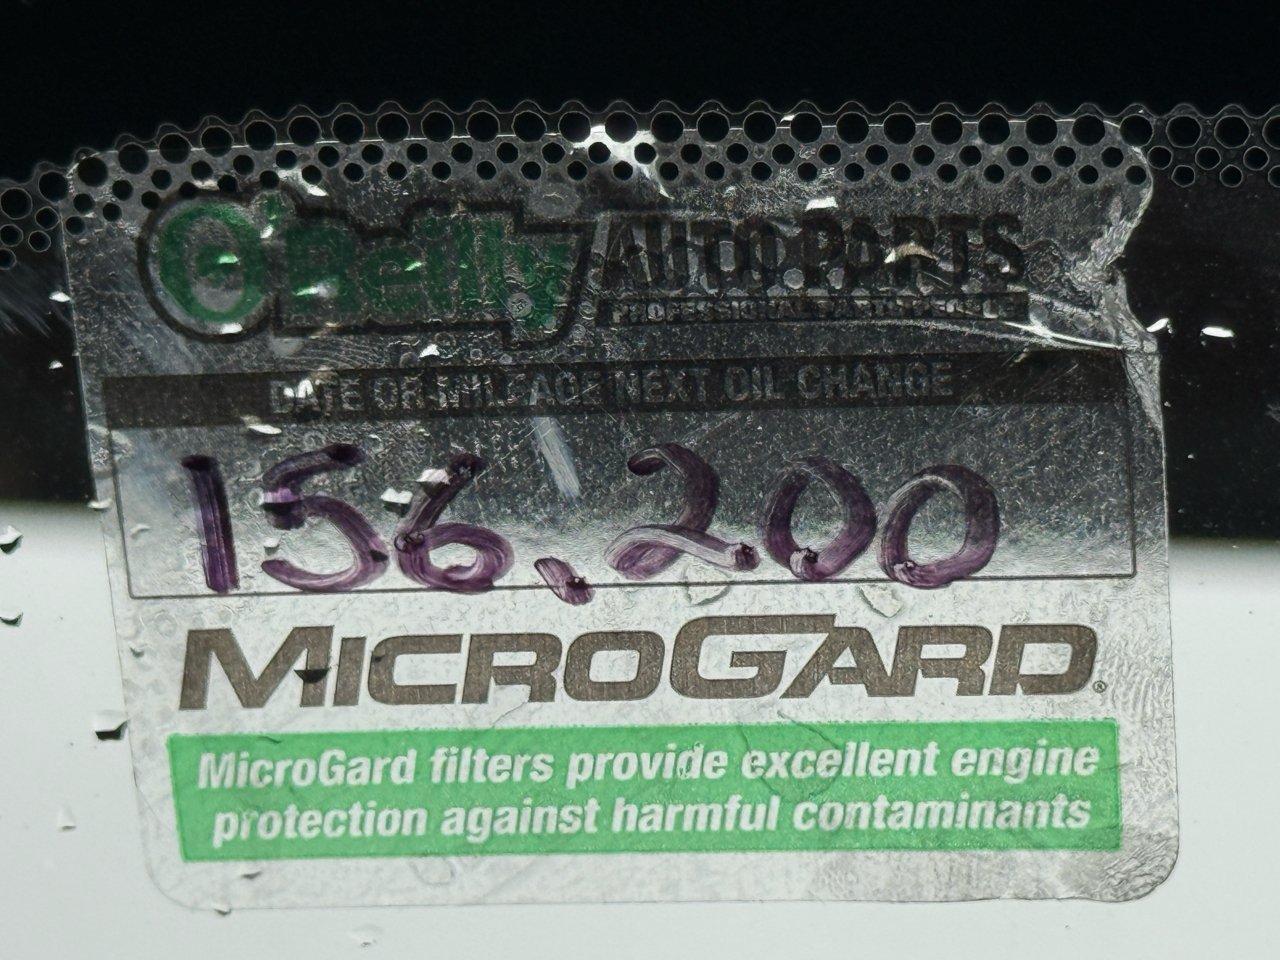 O'Reilly AUTO PARTS
PROFESSIONAL PARTS PEOPLE
DATE OR MILEAGE NEXT OIL CHANGE
156,200
MICROGARD®
MicroGard filters provide excellent engine
protection against harmful contaminants